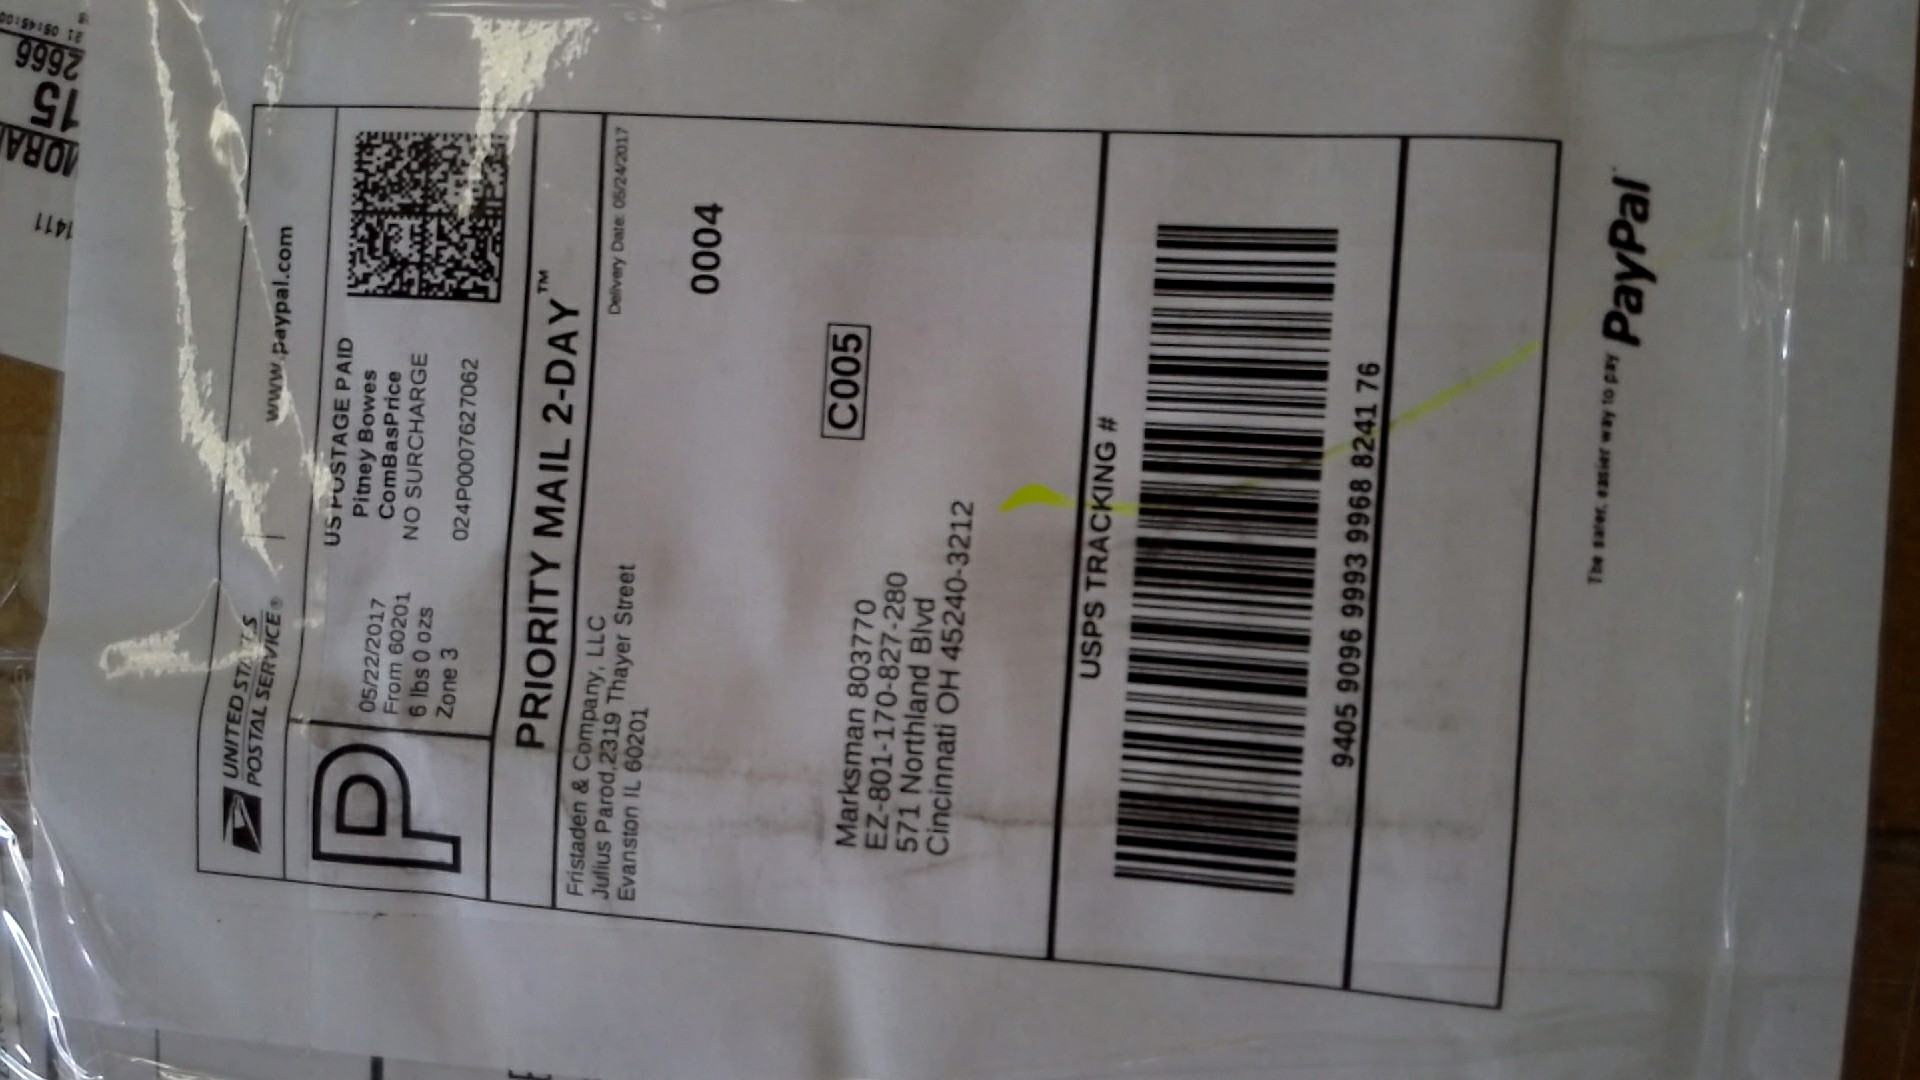 UNITED STATES
POSTAL SERVICE®
www.paypal.com
P
05/22/2017
From 60201
6 lbs 0 ozs
Zone 3
US POSTAGE PAID
Pitney Bowes
ComBasPrice
NO SURCHARGE
024P0007627062
PRIORITY MAIL 2-DAY™
Fristaden & Company, LLC
Julius Parod,2319 Thayer Street
Evanston IL 60201
Delivery Date: 05/24/2017
0004
C005
Marksman 803770
EZ-801-170-827-280
571 Northland Blvd
Cincinnati OH 45240-3212
USPS TRACKING #
9405 9096 9993 9968 8241 76
The safer, easier way to pay PayPal
2666
15
1411